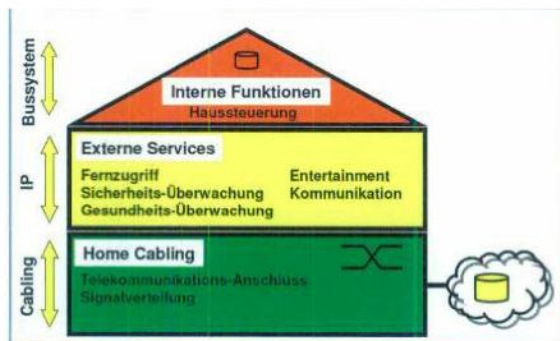 Bussystem
Interne Funktionen
Haussteuerung
IP
Externe Services
Fernzugriff Entertainment
Sicherheits-Überwachung Kommunikation
Gesundheits-Überwachung
Cabling
Home Cabling
Telekommunikations-Anschluss
Signalverteilung